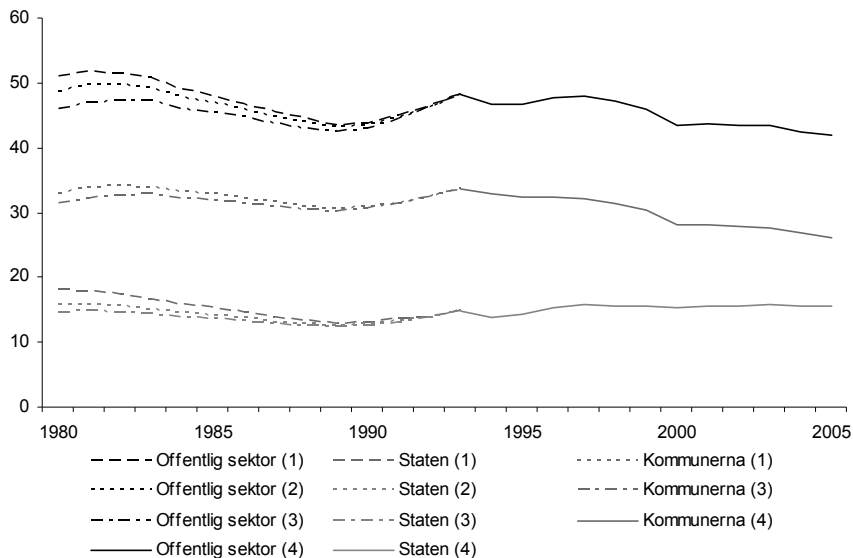 60
50
40
30
20
10
0
1980 1985 1990 1995 2000 2005
Offentlig sektor (1) Staten (1) Kommunerna (1)
Offentlig sektor (2) Staten (2) Kommunerna (3)
Offentlig sektor (3) Staten (3) Kommunerna (4)
Offentlig sektor (4) Staten (4)